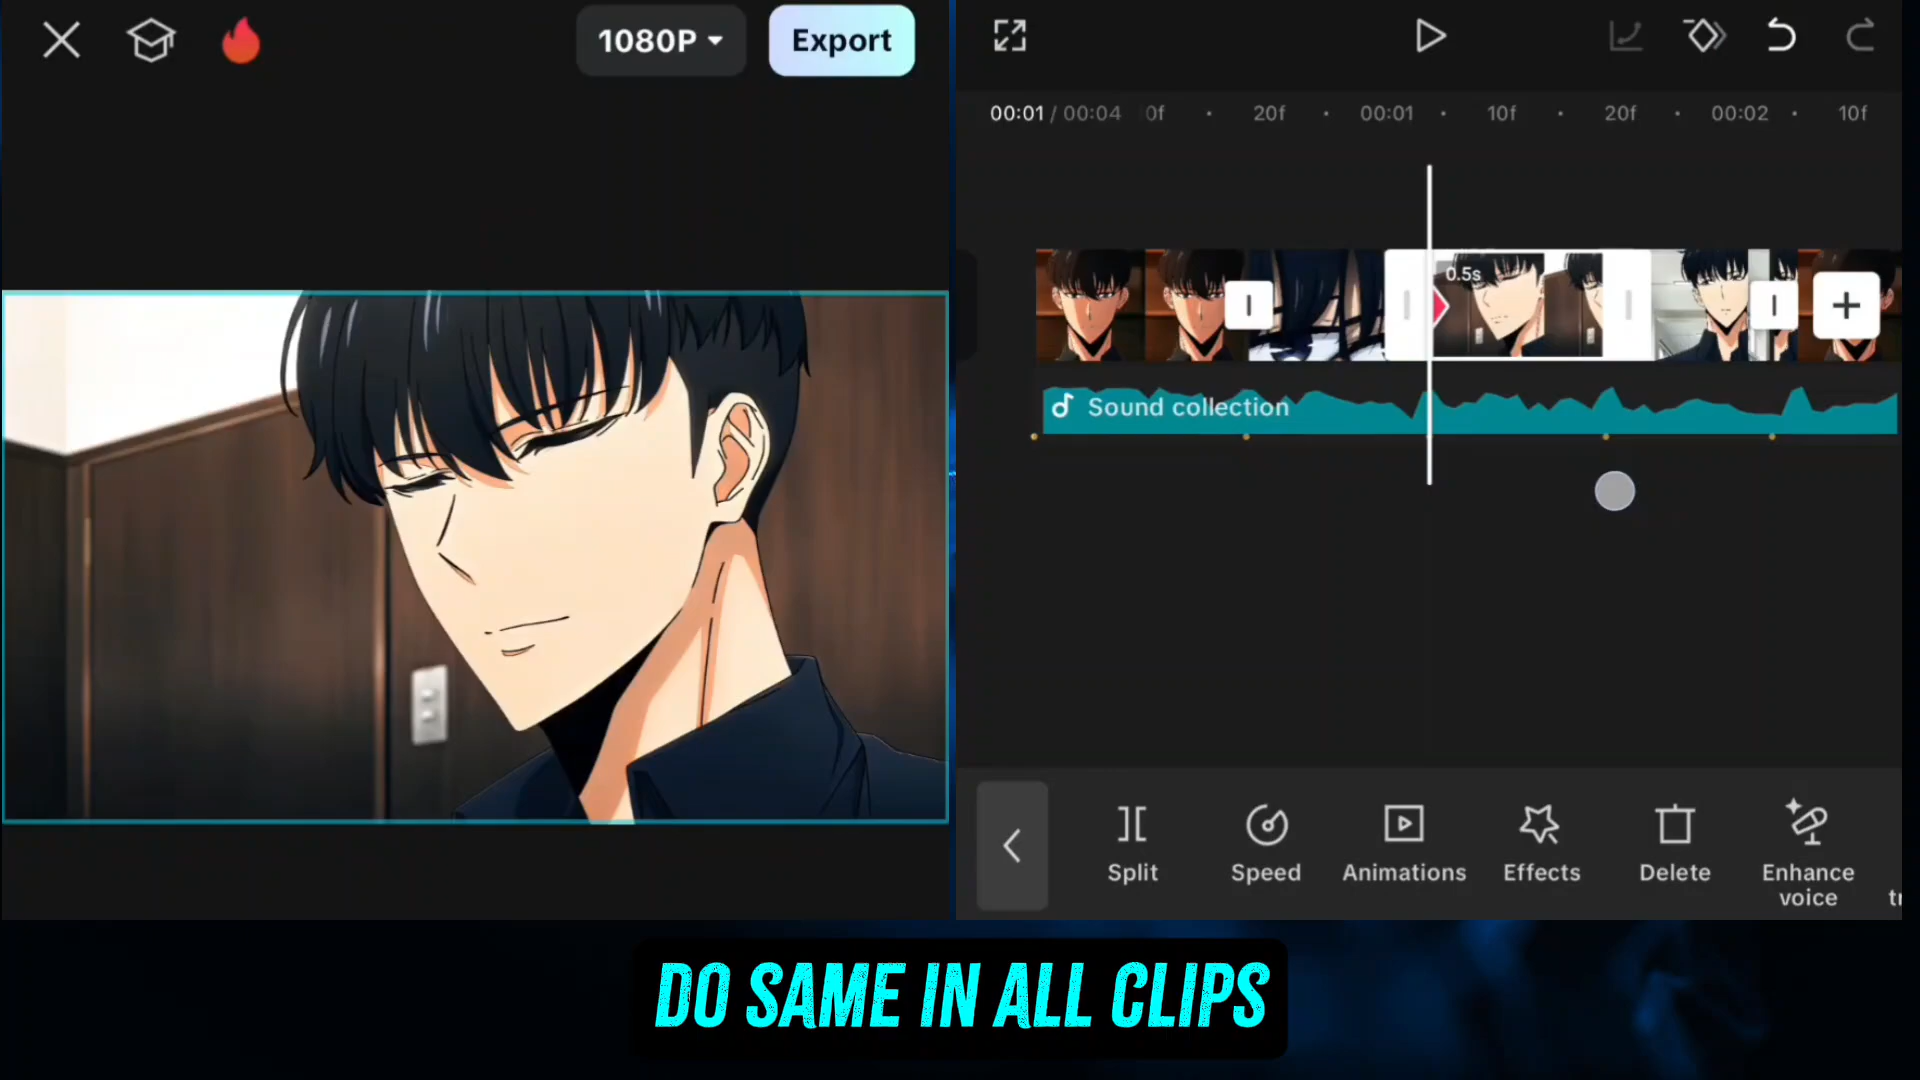 1080P
Export
00:01 / 00:04 0f 20f 00:01 10f 20f 00:02 10f
0.5s
Sound collection
Split
Speed
Animations
Effects
Delete
Enhance
voice
DO SAME IN ALL CLIPS